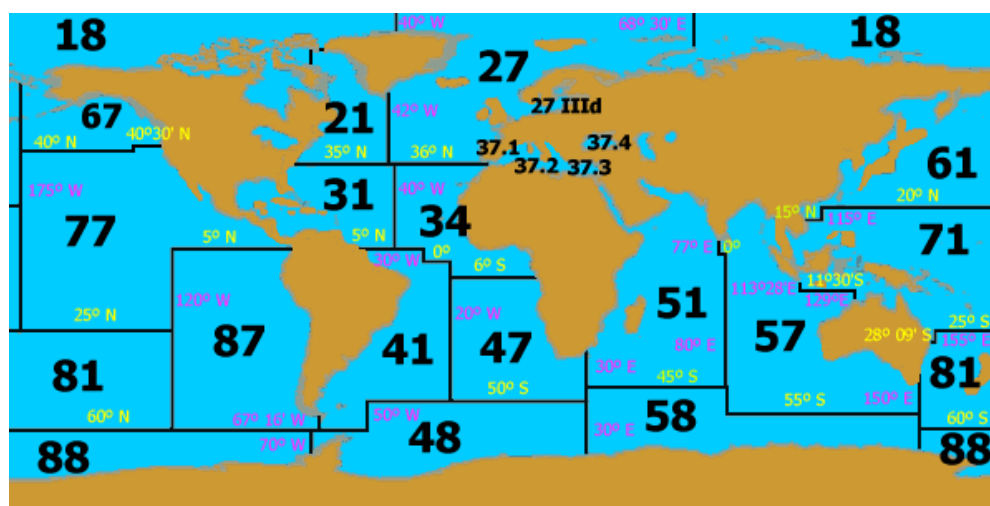 40º W
68º 30' E
18
18
27
67
21
42º W
27 IIId
40º N
40º30' N
37.1
37.4
35º N
36º N
37.2
37.3
61
175º W
31
40º W
20º N
77
34
15º N
115º E
5º N
5º N
30º W
0º
77º E
0º
71
6º S
120º W
51
113º28'E
11º30'S
129ºE
25º N
20º W
25º S
87
41
47
80º E
57
28º 09' S
155º E
81
30º E
45º S
81
50º S
60º N
67º 16' W
50º W
58
55º S
150º E
60º S
88
70º W
48
30º E
88